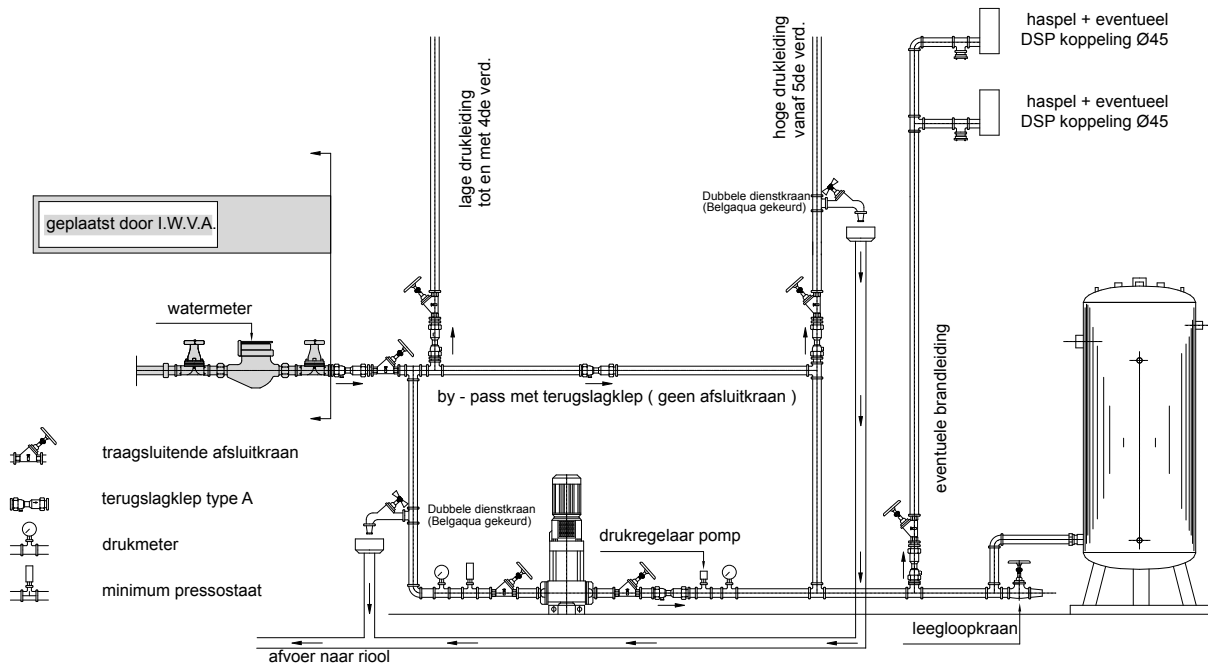 haspel + eventueel
DSP koppeling Ø45
haspel + eventueel
DSP koppeling Ø45
lage drukleiding
tot en met 4de verd.
hoge drukleiding
vanaf 5de verd.
Dubbele dienstkraan
(Belgaqua gekeurd)
geplaatst door I.W.V.A.
watermeter
by - pass met terugslagklep ( geen afsluitkraan )
eventuele brandleiding
traagsluitende afsluitkraan
terugslagklep type A
drukmeter
minimum pressostaat
Dubbele dienstkraan
(Belgaqua gekeurd)
drukregelaar pomp
leegloopkraan
afvoer naar riool